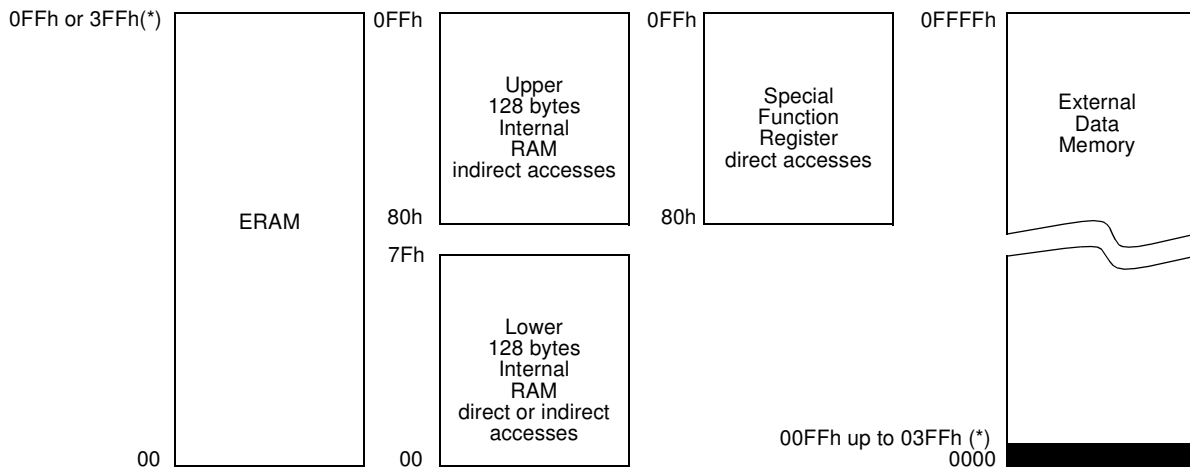 0FFh or 3FFh(*)
ERAM
00
0FFh
Upper
128 bytes
Internal
RAM
indirect accesses
80h
7Fh
Lower
128 bytes
Internal
RAM
direct or indirect
accesses
00
0FFh
Special
Function
Register
direct accesses
80h
0FFFFh
External
Data
Memory
00FFh up to 03FFh (*)
0000